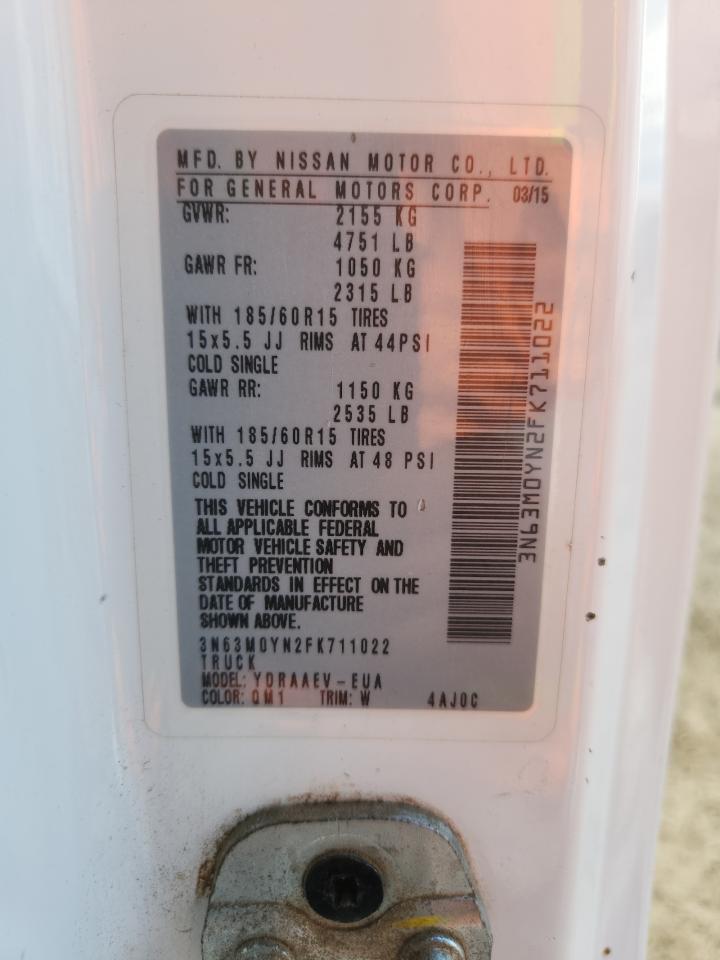 MFD. BY NISSAN MOTOR CO., LTD.
FOR GENERAL MOTORS CORP. 03/15
GVWR: 2155 KG
4751 LB
GAWR FR: 1050 KG
2315 LB
WITH 185/60R15 TIRES
15x5.5 JJ RIMS AT 44PSI
COLD SINGLE
GAWR RR: 1150 KG
2535 LB
WITH 185/60R15 TIRES
15x5.5 JJ RIMS AT 48 PSI
COLD SINGLE
THIS VEHICLE CONFORMS TO
ALL APPLICABLE FEDERAL
MOTOR VEHICLE SAFETY AND
THEFT PREVENTION
STANDARDS IN EFFECT ON THE
DATE OF MANUFACTURE
SHOWN ABOVE.
3N63M0YN2FK711022
TRUCK
MODEL: YDRAAEV-EUA
COLOR: QM1 TRIM: W 4AJ0C
3N63M0YN2FK711022